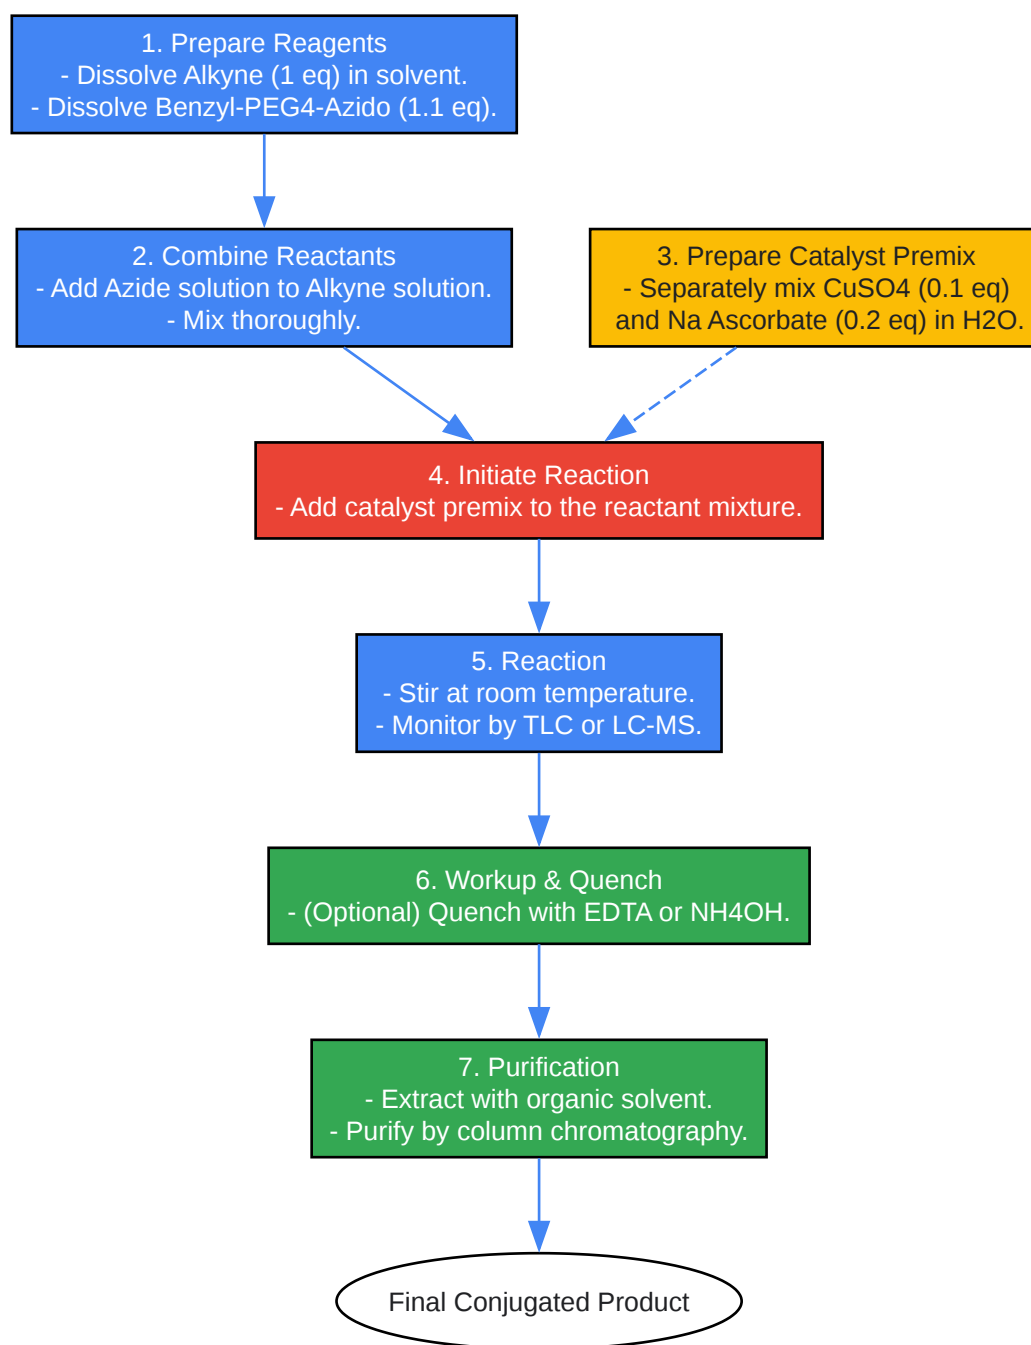 1. Prepare Reagents
- Dissolve Alkyne (1 eq) in solvent.
- Dissolve Benzyl-PEG4-Azido (1.1 eq).
2. Combine Reactants
- Add Azide solution to Alkyne solution.
- Mix thoroughly.
3. Prepare Catalyst Premix
- Separately mix CuSO4 (0.1 eq)
and Na Ascorbate (0.2 eq) in H2O.
4. Initiate Reaction
- Add catalyst premix to the reactant mixture.
5. Reaction
- Stir at room temperature.
- Monitor by TLC or LC-MS.
6. Workup & Quench
- (Optional) Quench with EDTA or NH4OH.
7. Purification
- Extract with organic solvent.
- Purify by column chromatography.
Final Conjugated Product